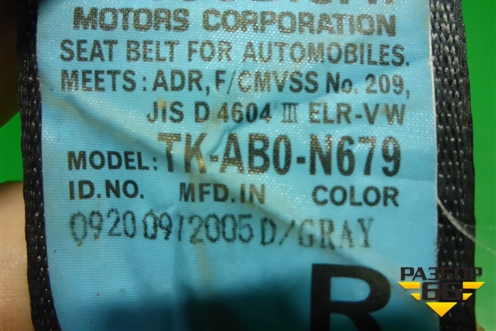 MOTORS CORPORATION
SEAT BELT FOR AUTOMOBILES.
MEETS: ADR, F/CMVSS No. 209,
JIS D 4604 III ELR-VW
MODEL: TK-AB0-N679
ID.NO. MFD.IN COLOR
0920 09/2005 D/GRAY
R
РАЗБОР
66